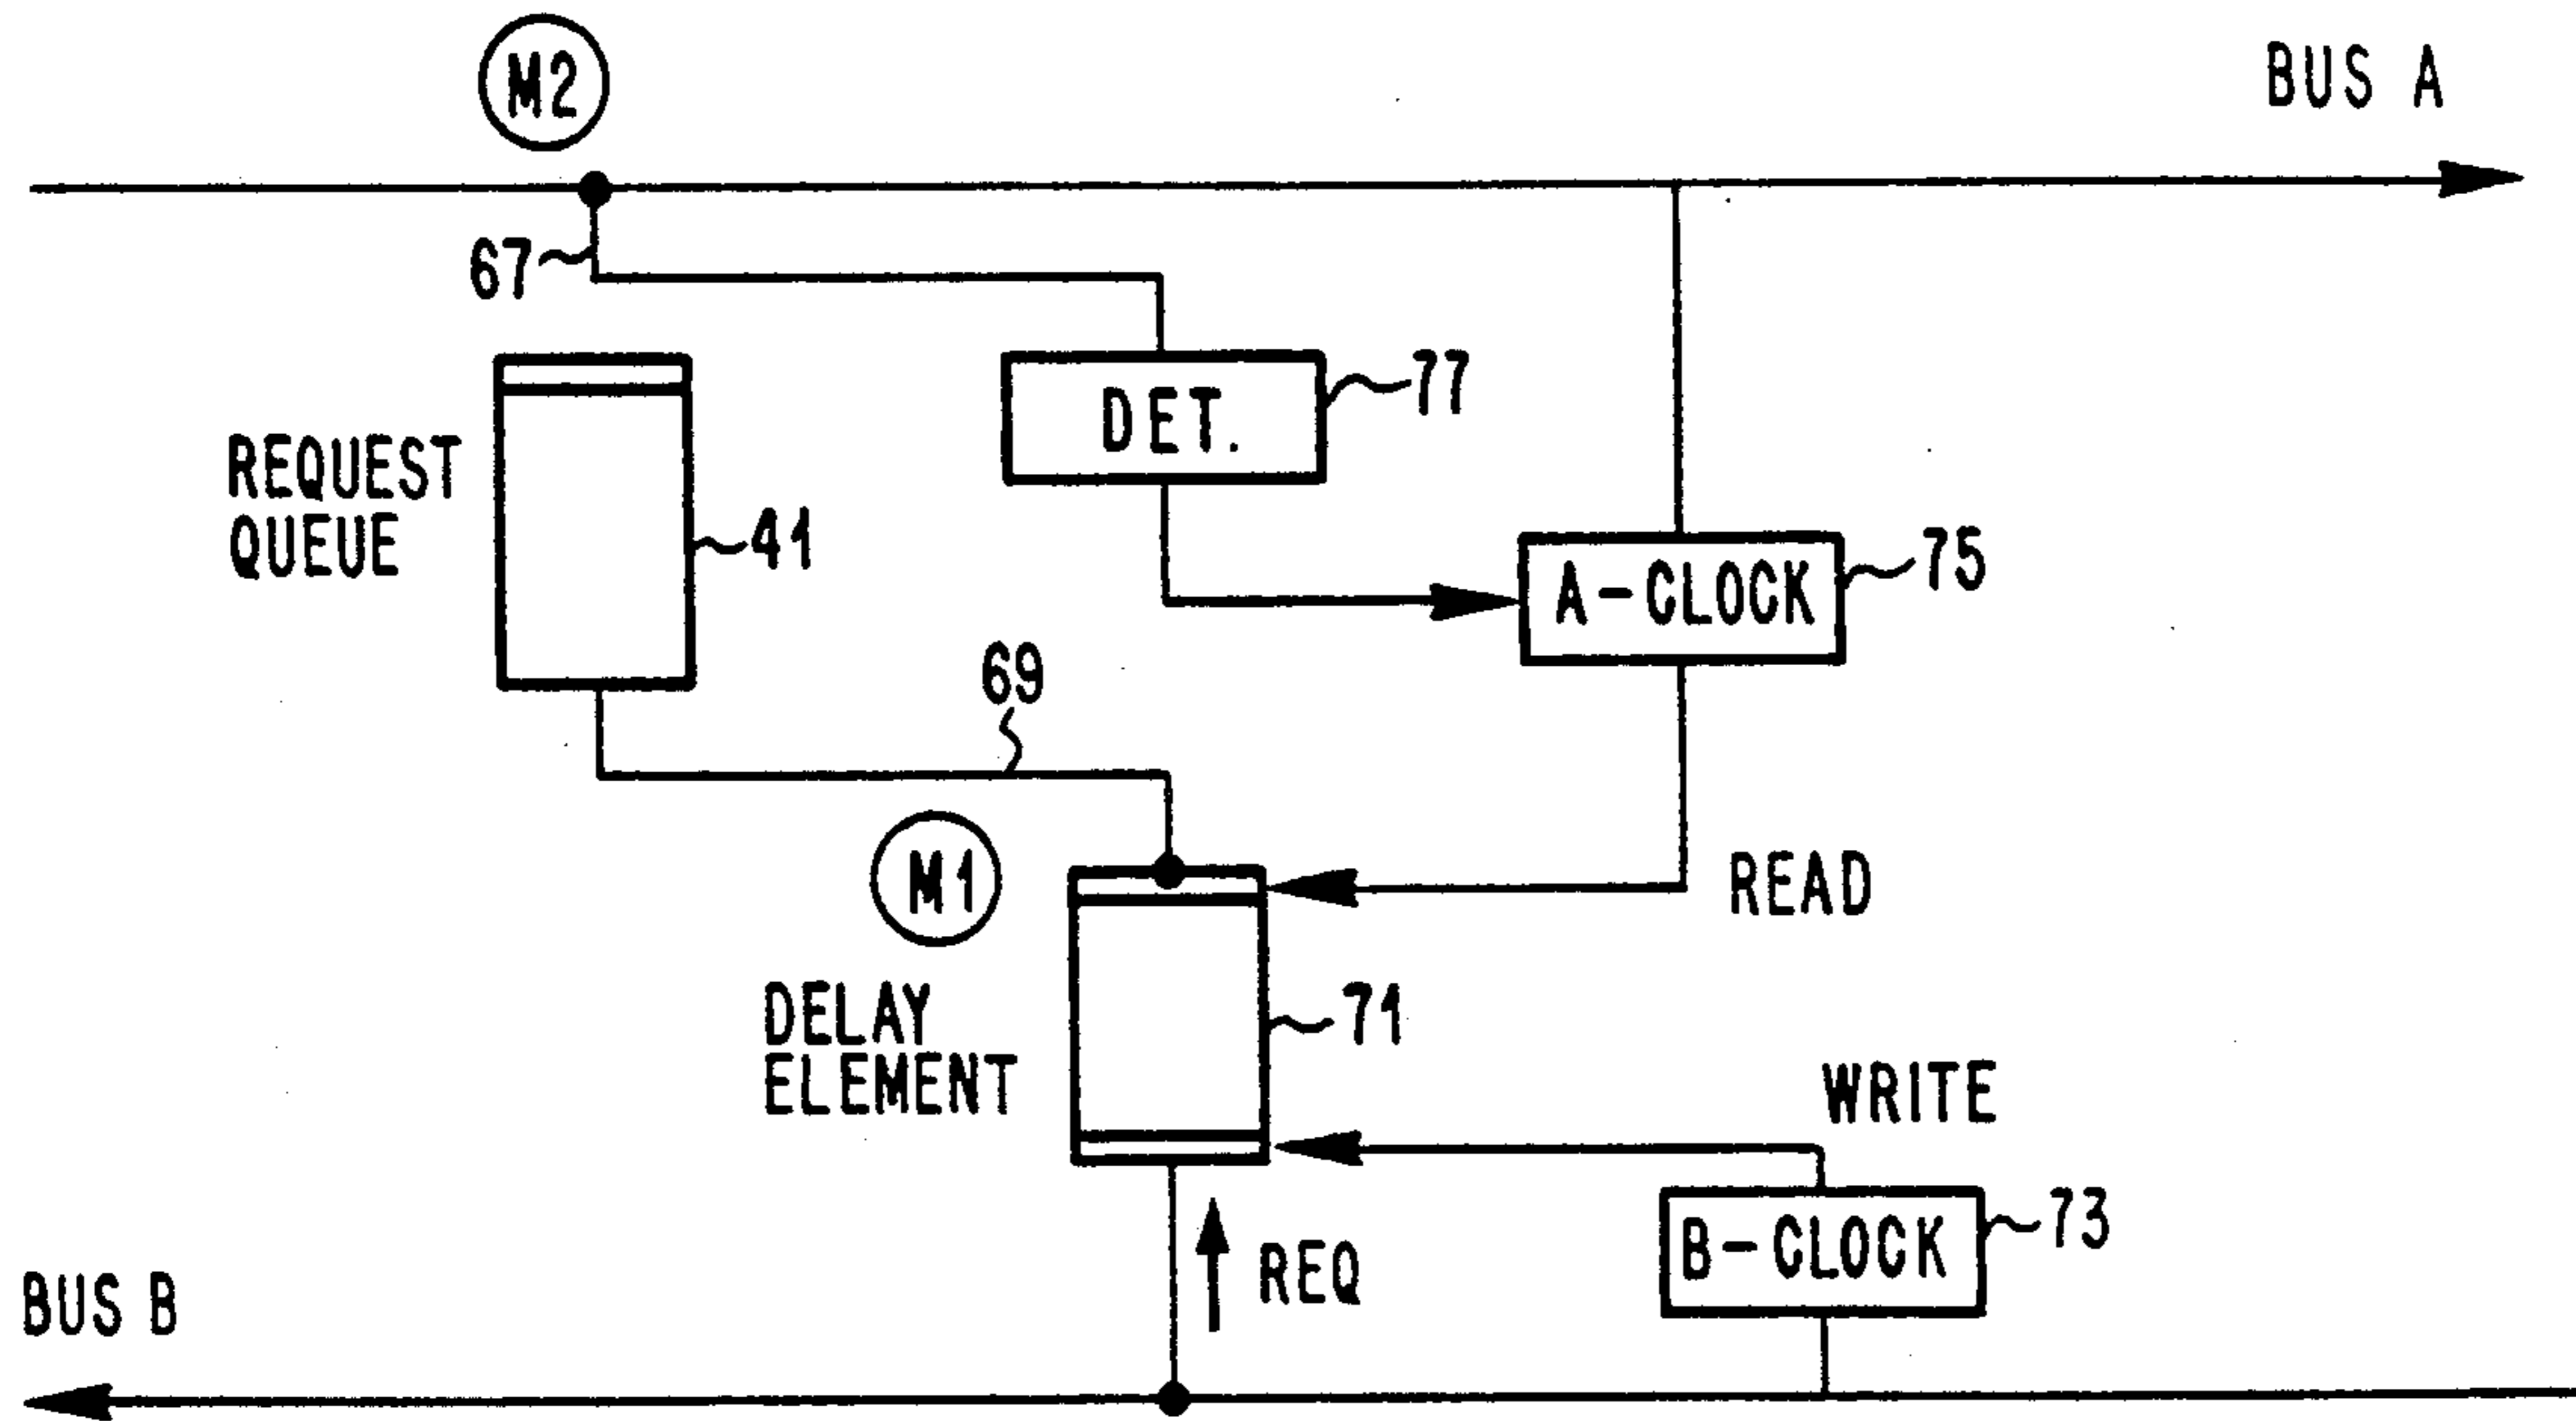 M2
BUS A
67
77
DET.
REQUEST
QUEUE
41
75
A-CLOCK
69
M1
READ
DELAY
ELEMENT
71
WRITE
B-CLOCK
73
REQ
BUS B